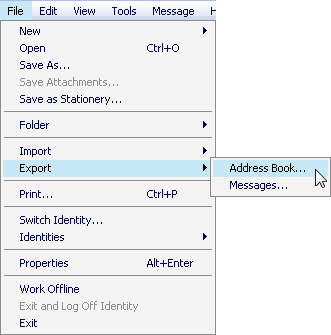 File Edit View Tools Message H
New
Open Ctrl+O
Save As...
Save Attachments...
Save as Stationery...
Folder
Import
Export
Address Book...
Messages...
Print... Ctrl+P
Switch Identity...
Identities
Properties Alt+Enter
Work Offline
Exit and Log Off Identity
Exit